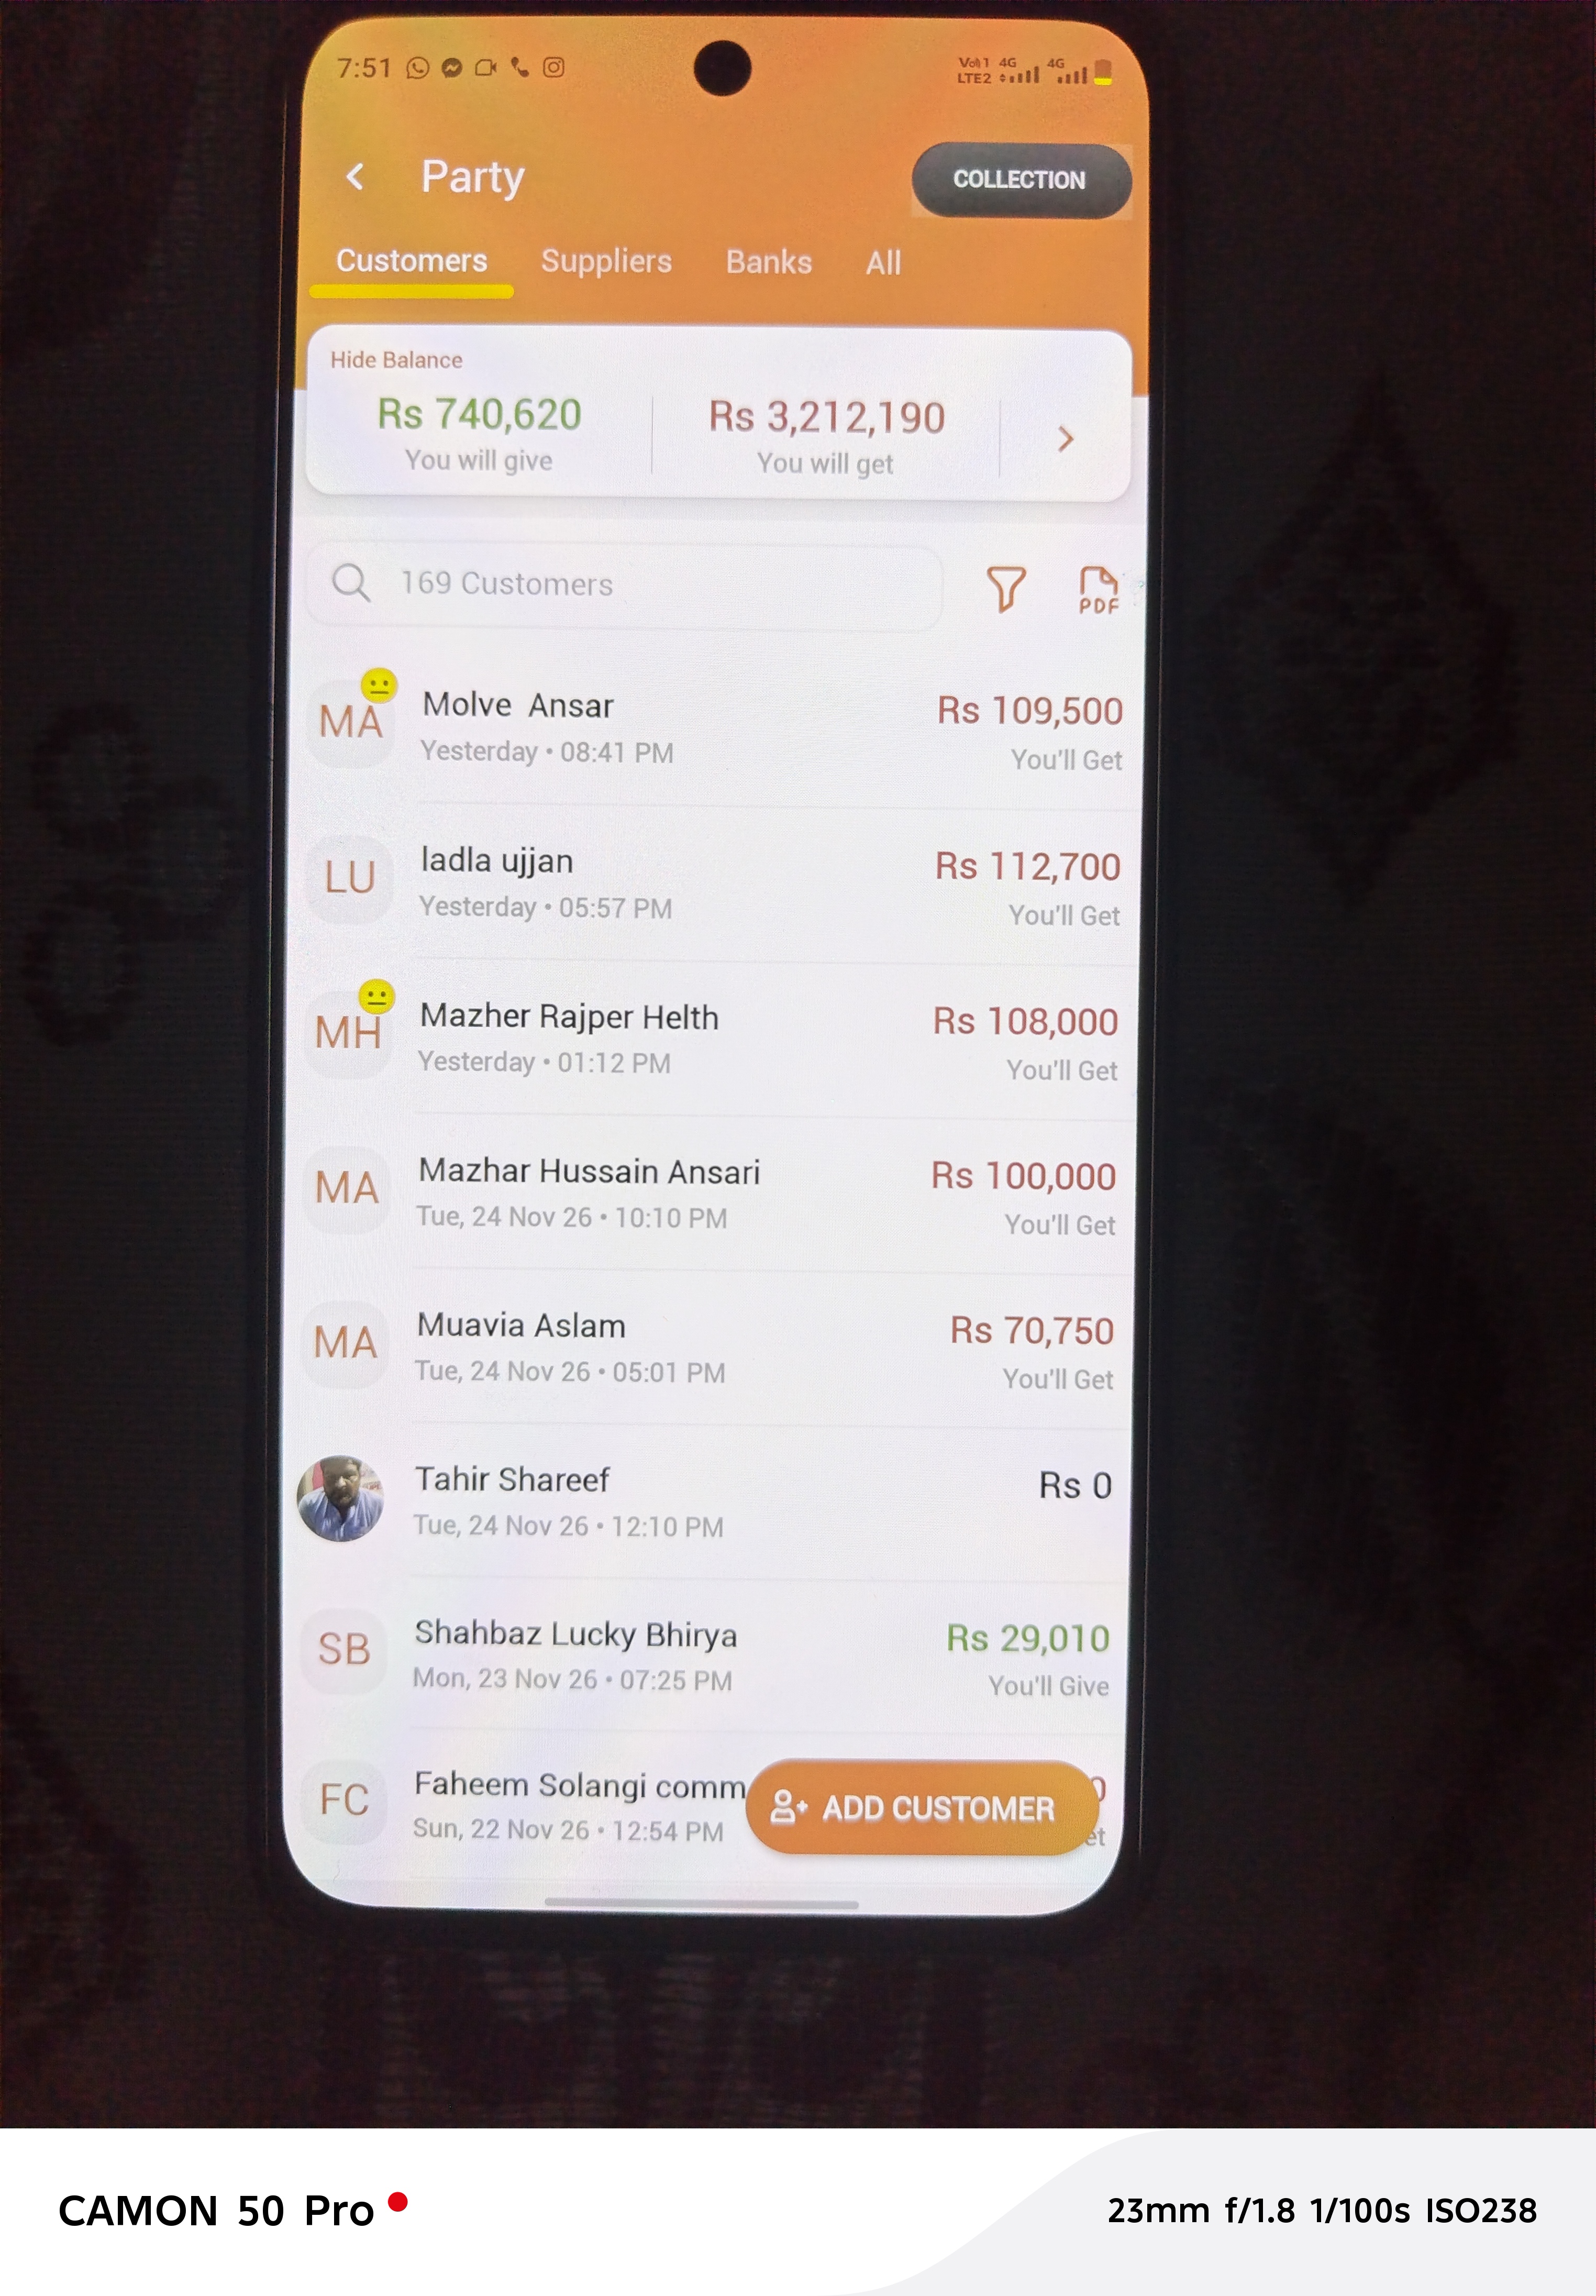 7:51
Vo) 1 4G
LTE2
4G
Party
COLLECTION
Customers Suppliers Banks All
Hide Balance
Rs 740,620 Rs 3,212,190
You will give You will get
169 Customers
PDF
MA Molve Ansar Rs 109,500
Yesterday • 08:41 PM You'll Get
LU ladla ujjan Rs 112,700
Yesterday • 05:57 PM You'll Get
MH Mazher Rajper Helth Rs 108,000
Yesterday • 01:12 PM You'll Get
MA Mazhar Hussain Ansari Rs 100,000
Tue, 24 Nov 26 • 10:10 PM You'll Get
MA Muavia Aslam Rs 70,750
Tue, 24 Nov 26 • 05:01 PM You'll Get
Tahir Shareef Rs 0
Tue, 24 Nov 26 • 12:10 PM
SB Shahbaz Lucky Bhirya Rs 29,010
Mon, 23 Nov 26 • 07:25 PM You'll Give
FC Faheem Solangi comm 0
Sun, 22 Nov 26 • 12:54 PM et
ADD CUSTOMER
CAMON 50 Pro
23mm f/1.8 1/100s ISO238